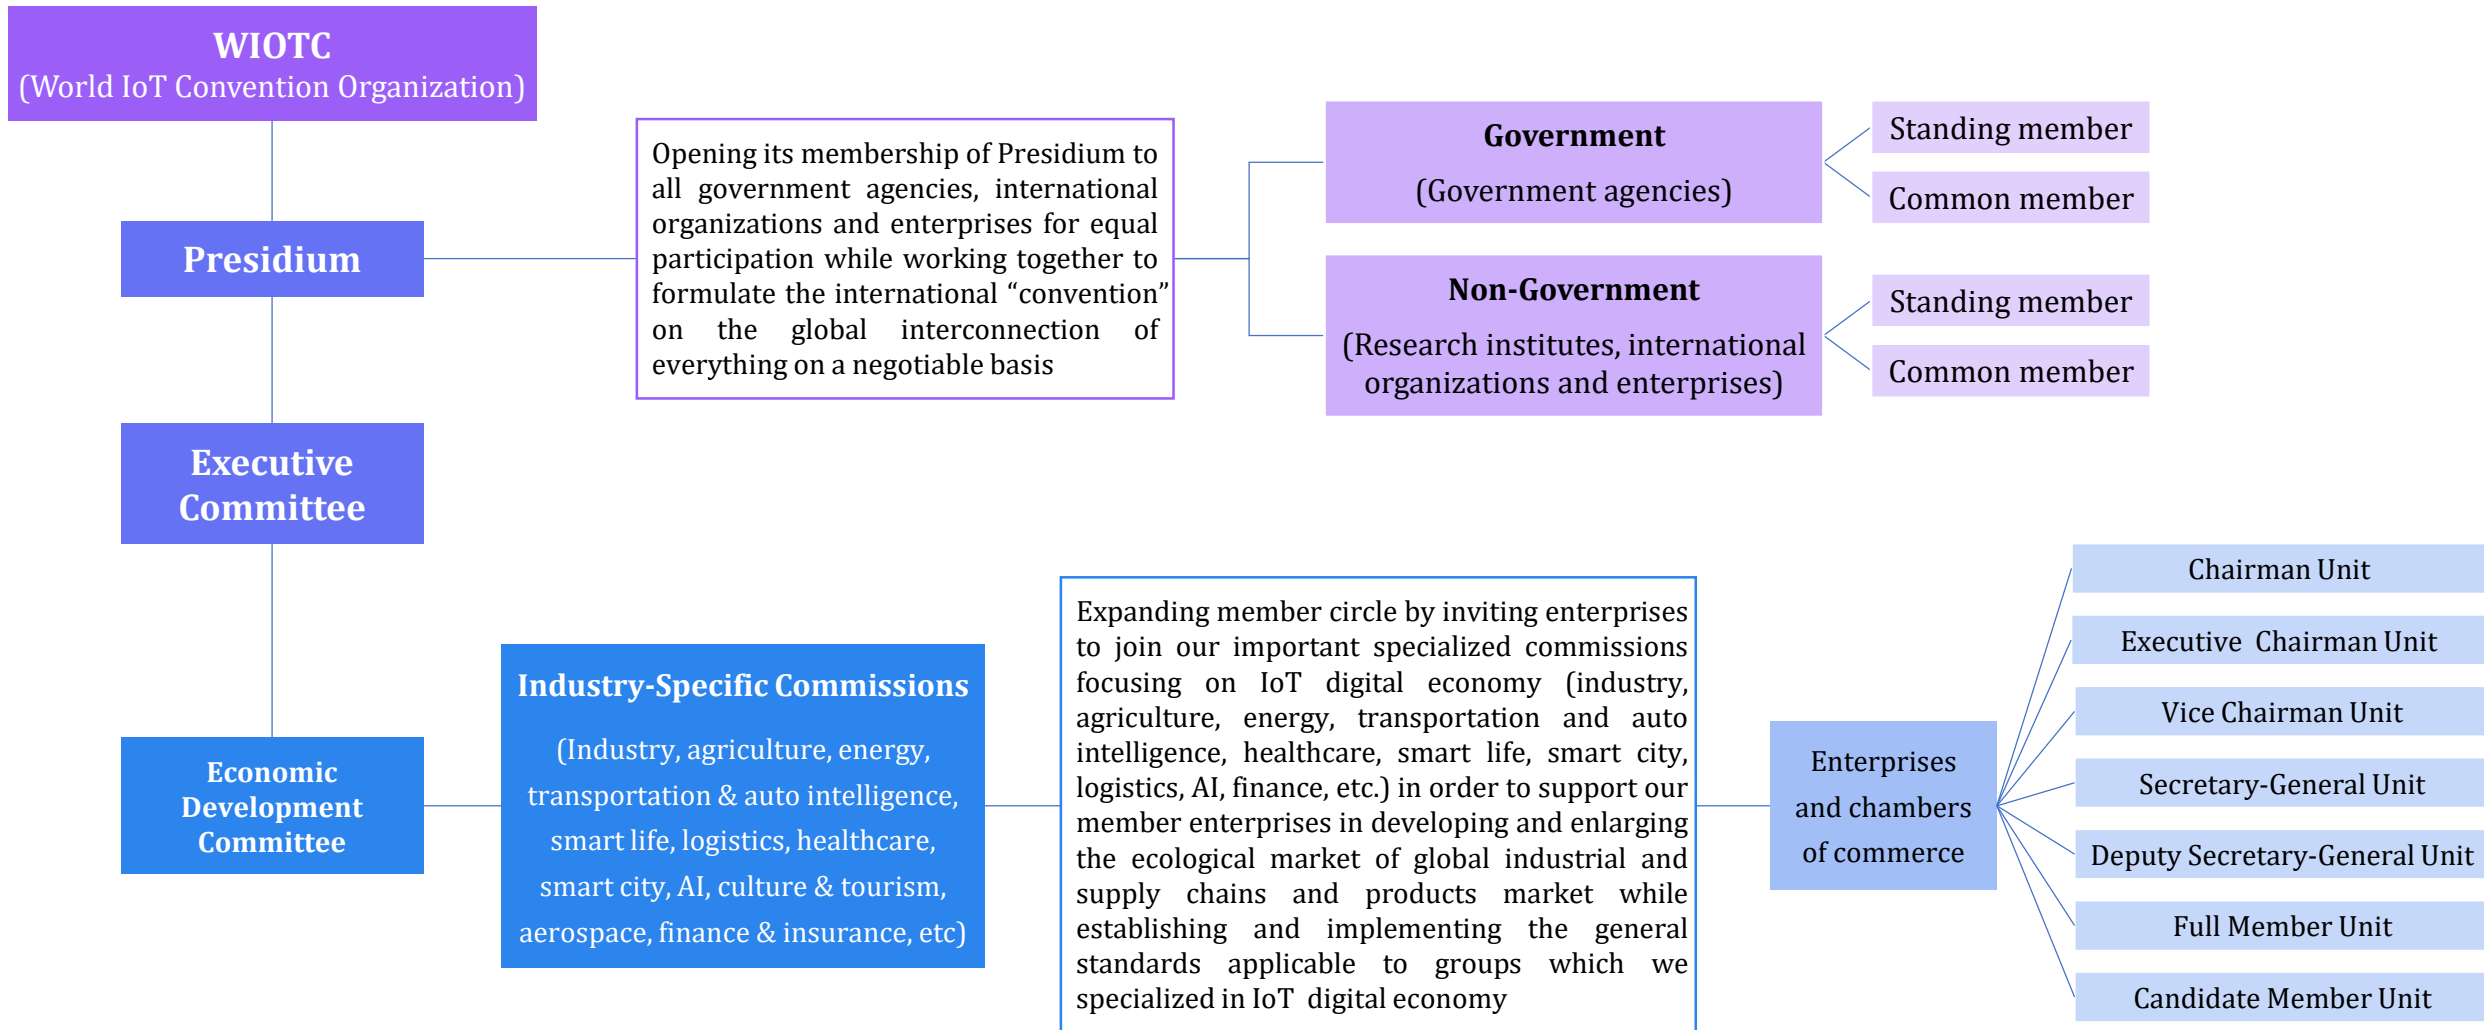 WIOTC
(World IoT Convention Organization)
Presidium
Opening its membership of Presidium to
all government agencies, international
organizations and enterprises for equal
participation while working together to
formulate the international “convention”
on the global interconnection of
everything on a negotiable basis
Government
(Government agencies)
Standing member
Common member
Non-Government
(Research institutes, international
organizations and enterprises)
Standing member
Common member
Executive
Committee
Economic
Development
Committee
Industry-Specific Commissions
(Industry, agriculture, energy,
transportation & auto intelligence,
smart life, logistics, healthcare,
smart city, AI, culture & tourism,
aerospace, finance & insurance, etc)
Expanding member circle by inviting enterprises
to join our important specialized commissions
focusing on IoT digital economy (industry,
agriculture, energy, transportation and auto
intelligence, healthcare, smart life, smart city,
logistics, AI, finance, etc.) in order to support our
member enterprises in developing and enlarging
the ecological market of global industrial and
supply chains and products market while
establishing and implementing the general
standards applicable to groups which we
specialized in IoT digital economy
Enterprises
and chambers
of commerce
Chairman Unit
Executive Chairman Unit
Vice Chairman Unit
Secretary-General Unit
Deputy Secretary-General Unit
Full Member Unit
Candidate Member Unit